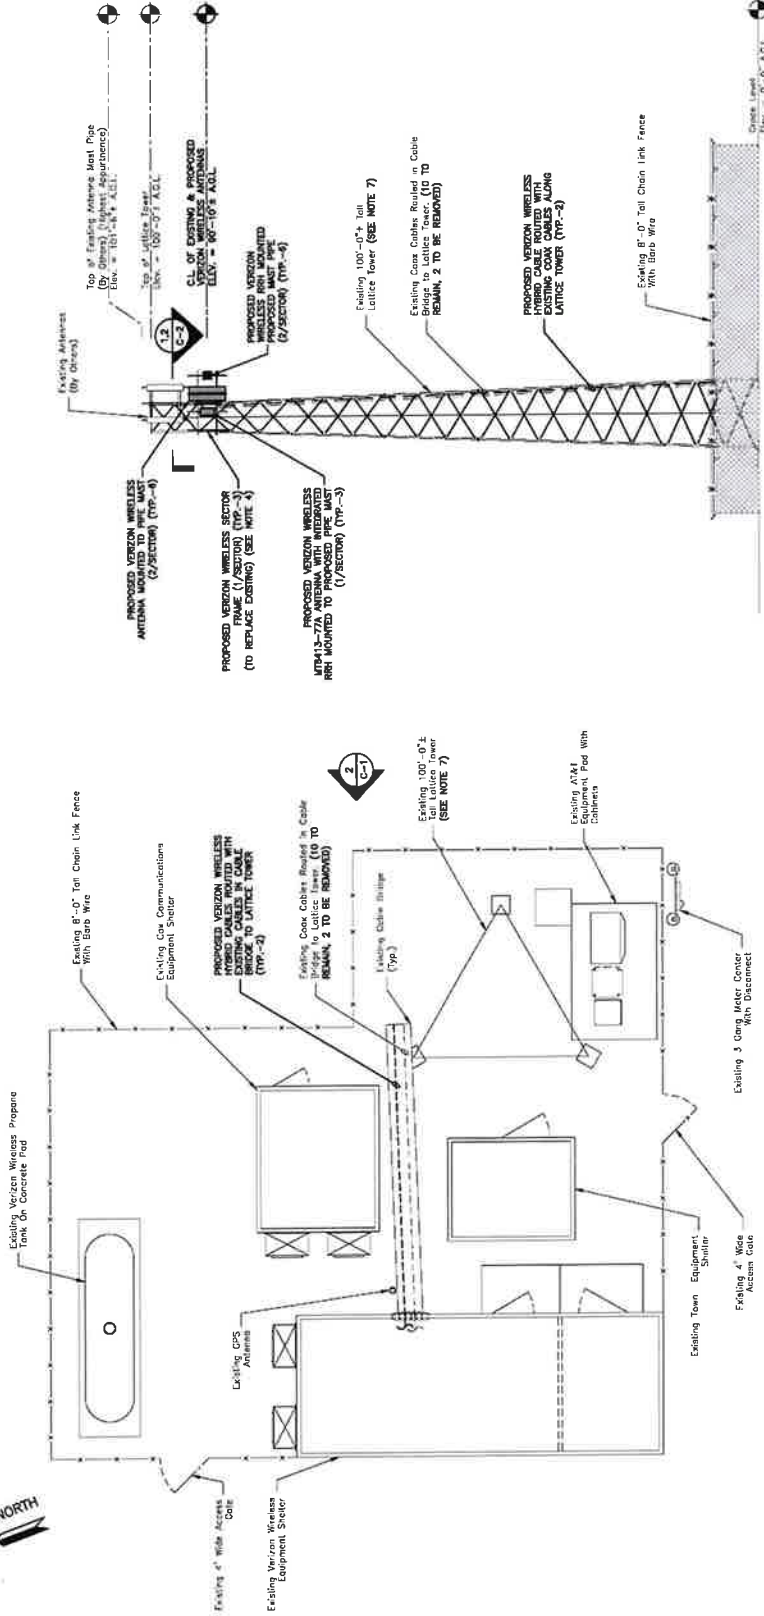 NORTH
Existing Verizon Wireless Propane
Tank On Concrete Pad
Existing 8'-0" Tall Chain Link Fence
With Barb Wire
Existing Cox Communications
Equipment Shelter
PROPOSED VERIZON WIRELESS
HYBRID CABLES ROUTED WITH
EXISTING CABLES IN CABLE
BRIDGE TO LATTICE TOWER
(TYP.-2)
Existing Coax Cables Routed in Cable
Bridge to Lattice Tower. (10 TO
REMAIN, 2 TO BE REMOVED)
Existing Cable Bridge
(Typ.)
2
C-1
Existing 100'-0"±
Tall Lattice Tower
(SEE NOTE 7)
Existing AT&T
Equipment Pad With
Cabinets
Existing 3 Gang Meter Center
With Disconnect
Existing 4' Wide
Access Gate
Existing Town Equipment
Shelter
Existing GPS
Antenna
Existing 4' Wide Access
Gate
Existing Verizon Wireless
Equipment Shelter
Top of Existing Antenna Mast Pipe
(By Others) (Highest Appurtenance)
Elev. = 101'-6"± A.G.L.
Top of Lattice Tower
Elev. = 100'-0"± A.G.L.
C.L. OF EXISTING & PROPOSED
VERIZON WIRELESS ANTENNAS
ELEV. = 90'-10"± A.G.L.
Existing Antennas
(By Others)
1,2
C-2
PROPOSED VERIZON
WIRELESS RRH MOUNTED
PROPOSED MAST PIPE
(2/SECTOR) (TYP.-6)
PROPOSED VERIZON WIRELESS
ANTENNA MOUNTED TO PIPE MAST
(2/SECTOR) (TYP.-6)
PROPOSED VERIZON WIRELESS SECTOR
FRAME (1/SECTOR) (TYP.-3)
(TO REPLACE EXISTING) (SEE NOTE 4)
PROPOSED VERIZON WIRELESS
MT6413-77A ANTENNA WITH INTEGRATED
RRH MOUNTED TO PROPOSED PIPE MAST
(1/SECTOR) (TYP.-3)
Existing 100'-0"± Tall
Lattice Tower (SEE NOTE 7)
Existing Coax Cables Routed in Cable
Bridge to Lattice Tower. (10 TO
REMAIN, 2 TO BE REMOVED)
PROPOSED VERIZON WIRELESS
HYBRID CABLE ROUTED WITH
EXISTING COAX CABLES ALONG
LATTICE TOWER (TYP.-2)
Existing 8'-0" Tall Chain Link Fence
With Barb Wire
Grade Level